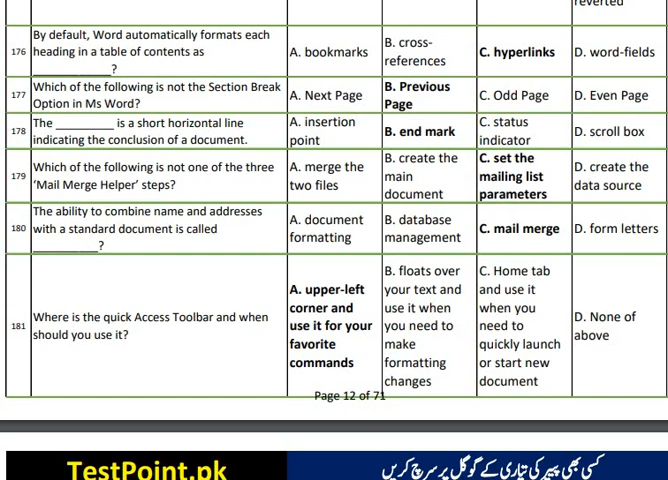 reverted
176 By default, Word automatically formats each heading in a table of contents as ___________? A. bookmarks B. cross-references C. hyperlinks D. word-fields
177 Which of the following is not the Section Break Option in Ms Word? A. Next Page B. Previous Page C. Odd Page D. Even Page
178 The ________ is a short horizontal line indicating the conclusion of a document. A. insertion point B. end mark C. status indicator D. scroll box
179 Which of the following is not one of the three ‘Mail Merge Helper’ steps? A. merge the two files B. create the main document C. set the mailing list parameters D. create the data source
180 The ability to combine name and addresses with a standard document is called _________? A. document formatting B. database management C. mail merge D. form letters
181 Where is the quick Access Toolbar and when should you use it? A. upper-left corner and use it for your favorite commands B. floats over your text and use it when you need to make formatting changes C. Home tab and use it when you need to quickly launch or start new document D. None of above
Page 12 of 71
TestPoint.pk
کسی بھی پیپر کی تیاری کے گوگل پر سرچ کریں